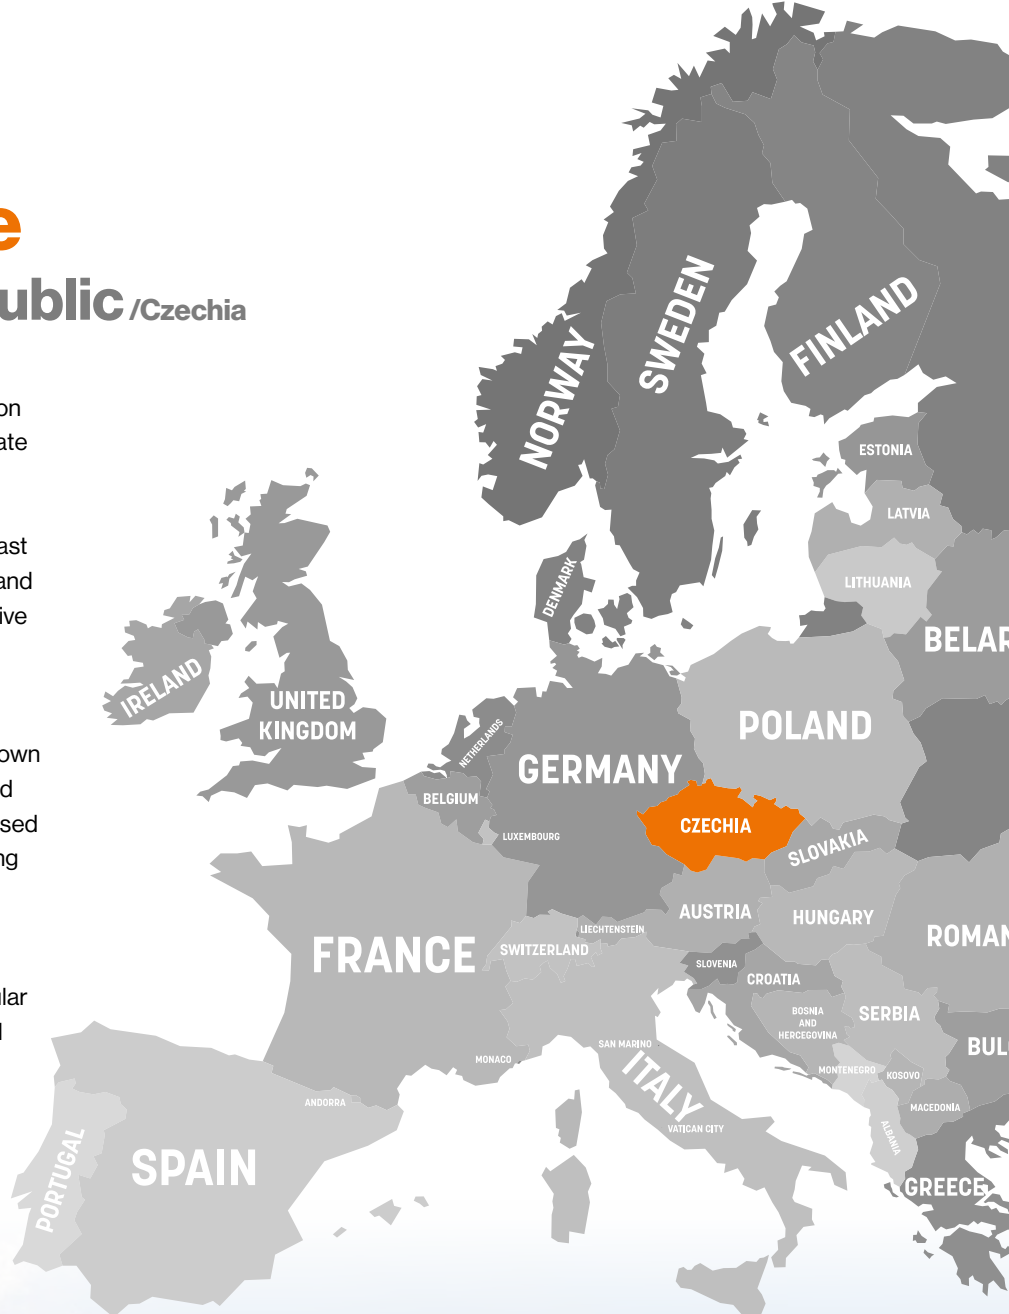 e
ublic /Czechia
on
ate
ast
and
ive
own
d
sed
ng
lar
l
NORWAY
SWEDEN
FINLAND
ESTONIA
LATVIA
LITHUANIA
DENMARK
BELAR
IRELAND
UNITED
KINGDOM
NETHERLANDS
POLAND
GERMANY
BELGIUM
LUXEMBOURG
CZECHIA
SLOVAKIA
AUSTRIA
HUNGARY
LIECHTENSTEIN
ROMAN
FRANCE
SWITZERLAND
SLOVENIA
CROATIA
BOSNIA
AND
HERCEGOVINA
SERBIA
SAN MARINO
BUL
MONACO
ITALY
MONTENEGRO
KOSOVO
ANDORRA
MACEDONIA
VATICAN CITY
ALBANIA
PORTUGAL
SPAIN
GREECE